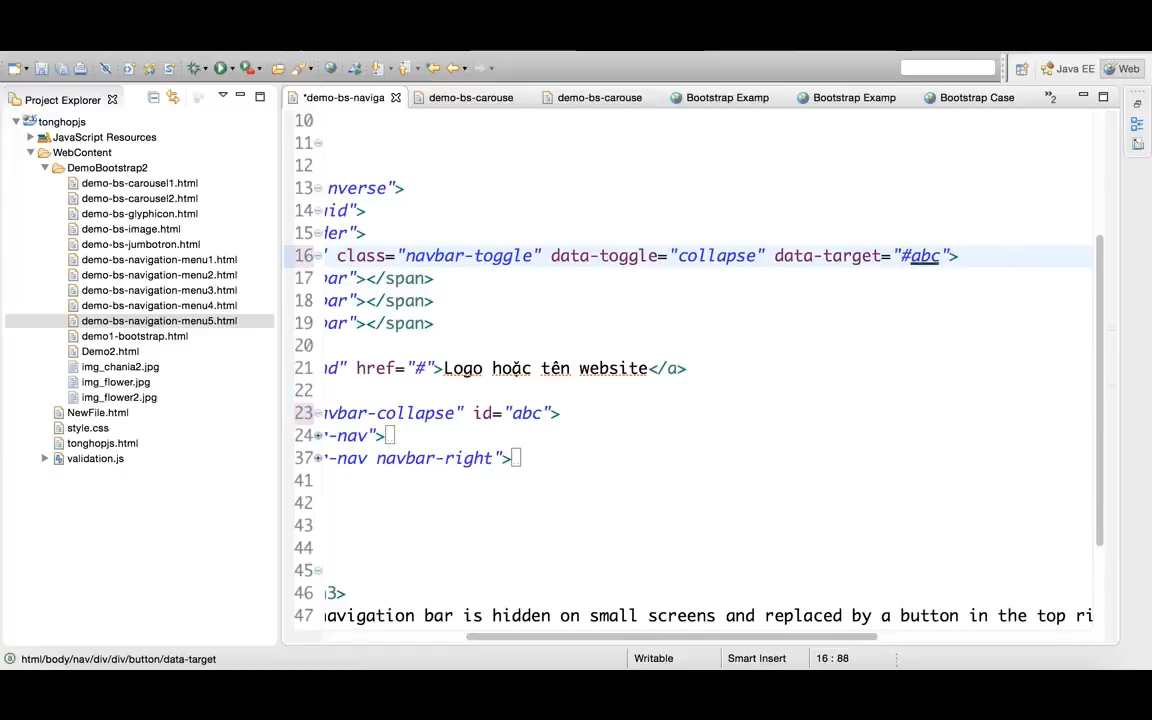 Java EE
Web
Project Explorer
*demo-bs-naviga
demo-bs-carouse
demo-bs-carouse
Bootstrap Examp
Bootstrap Examp
Bootstrap Case
2
tonghopjs
JavaScript Resources
WebContent
DemoBootstrap2
demo-bs-carousel1.html
demo-bs-carousel2.html
demo-bs-glyphicon.html
demo-bs-image.html
demo-bs-jumbotron.html
demo-bs-navigation-menu1.html
demo-bs-navigation-menu2.html
demo-bs-navigation-menu3.html
demo-bs-navigation-menu4.html
demo-bs-navigation-menu5.html
demo1-bootstrap.html
Demo2.html
img_chania2.jpg
img_flower.jpg
img_flower2.jpg
NewFile.html
style.css
tonghopjs.html
validation.js
10
11
12
13 nverse">
14 uid">
15 der">
16 " class="navbar-toggle" data-toggle="collapse" data-target="#abc">
17 bar"></span>
18 bar"></span>
19 bar"></span>
20
21 nd" href="#">Logo hoặc tên website</a>
22
23 avbar-collapse" id="abc">
24 r-nav">
37 r-nav navbar-right">
41
42
43
44
45
46 h3>
47 navigation bar is hidden on small screens and replaced by a button in the top ri
html/body/nav/div/div/button/data-target
Writable
Smart Insert
16 : 88